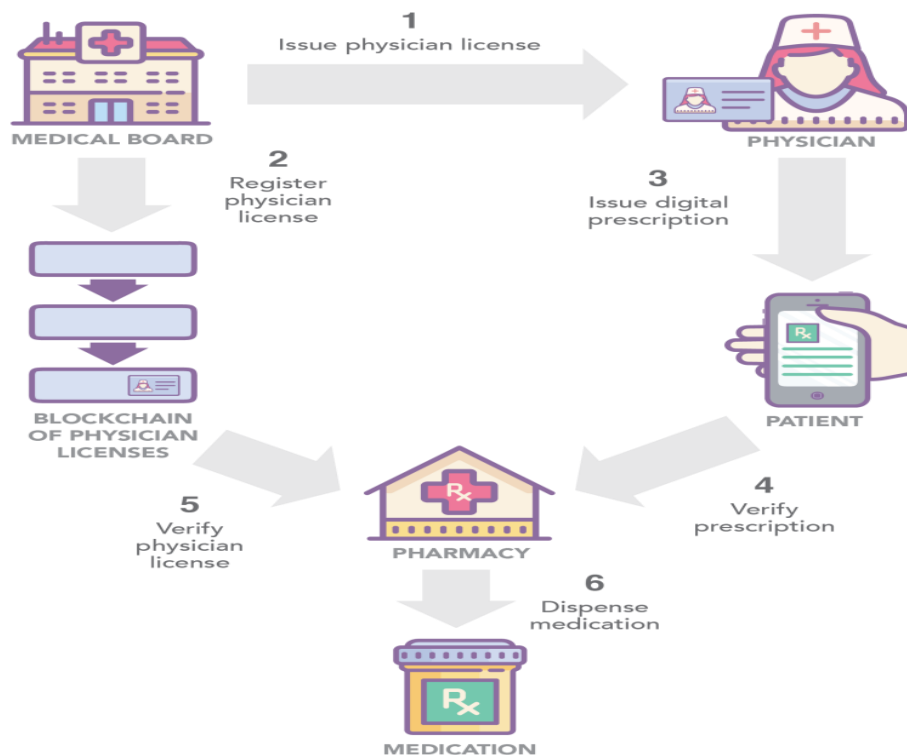 1
Issue physician license
MEDICAL BOARD
PHYSICIAN
2
Register
physician
license
3
Issue digital
prescription
Rx
BLOCKCHAIN
OF PHYSICIAN
LICENSES
PATIENT
5
Verify
physician
license
Rx
PHARMACY
4
Verify
prescription
6
Dispense
medication
Rx
MEDICATION